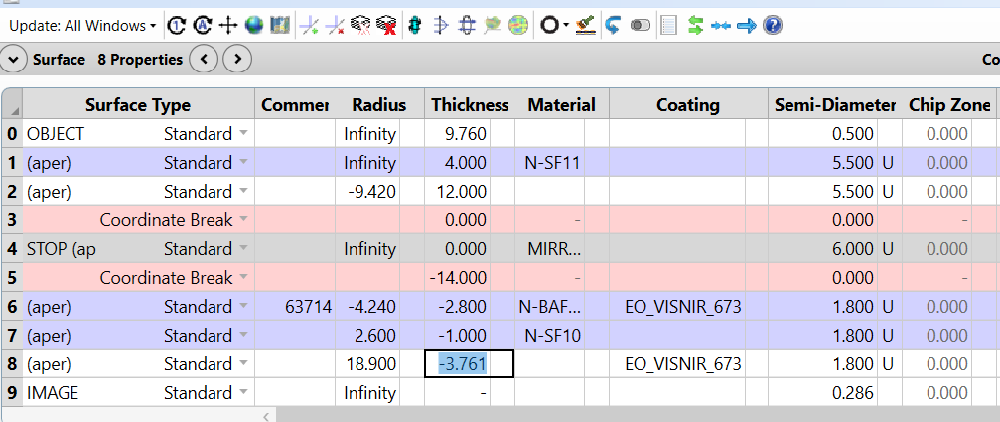 Update: All Windows
Surface 8 Properties Co
Surface Type Commer Radius Thickness Material Coating Semi-Diameter Chip Zone
0 OBJECT Standard Infinity 9.760 0.500 0.000
1 (aper) Standard Infinity 4.000 N-SF11 5.500 U 0.000
2 (aper) Standard -9.420 12.000 5.500 U 0.000
3 Coordinate Break 0.000 - 0.000 -
4 STOP (ap Standard Infinity 0.000 MIRR... 6.000 U 0.000
5 Coordinate Break -14.000 - 0.000 -
6 (aper) Standard 63714 -4.240 -2.800 N-BAF... EO_VISNIR_673 1.800 U 0.000
7 (aper) Standard 2.600 -1.000 N-SF10 1.800 U 0.000
8 (aper) Standard 18.900 -3.761 EO_VISNIR_673 1.800 U 0.000
9 IMAGE Standard Infinity - 0.286 0.000